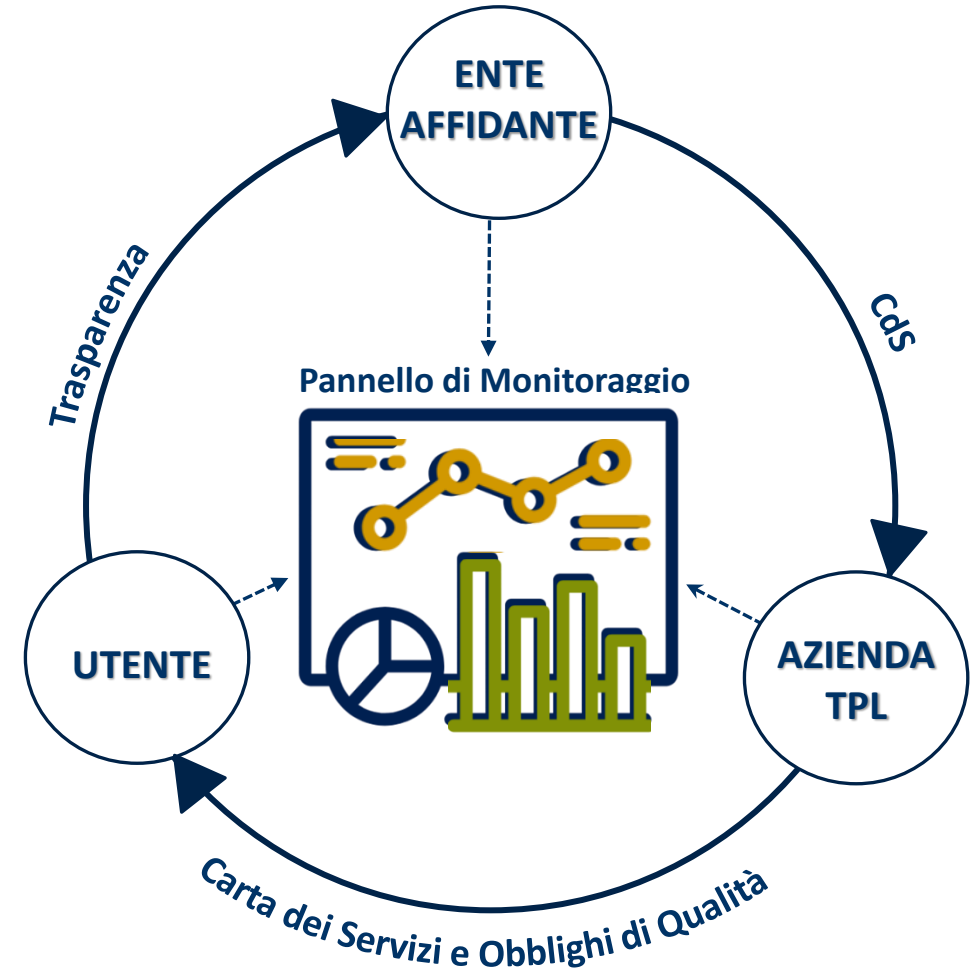 ENTE
AFFIDANTE
Trasparenza
CdS
Pannello di Monitoraggio
UTENTE
AZIENDA
TPL
Carta dei Servizi e Obblighi di Qualità